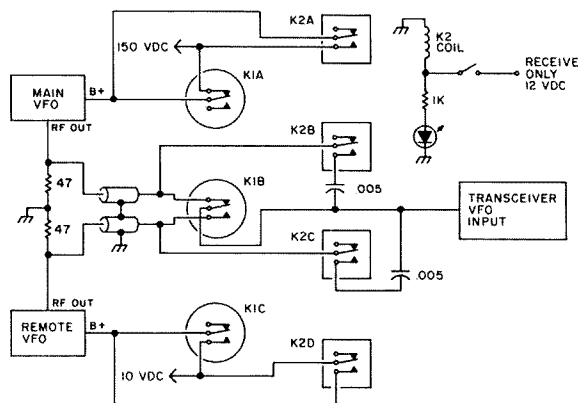 K2A
150 VDC
K2
COIL
RECEIVE
ONLY
12 VDC
K1A
MAIN
VFO
B+
1K
RF OUT
K2B
47
K1B
.005
TRANSCEIVER
VFO
INPUT
47
K2C
.005
RF OUT
K1C
REMOTE
VFO
B+
K2D
10 VDC